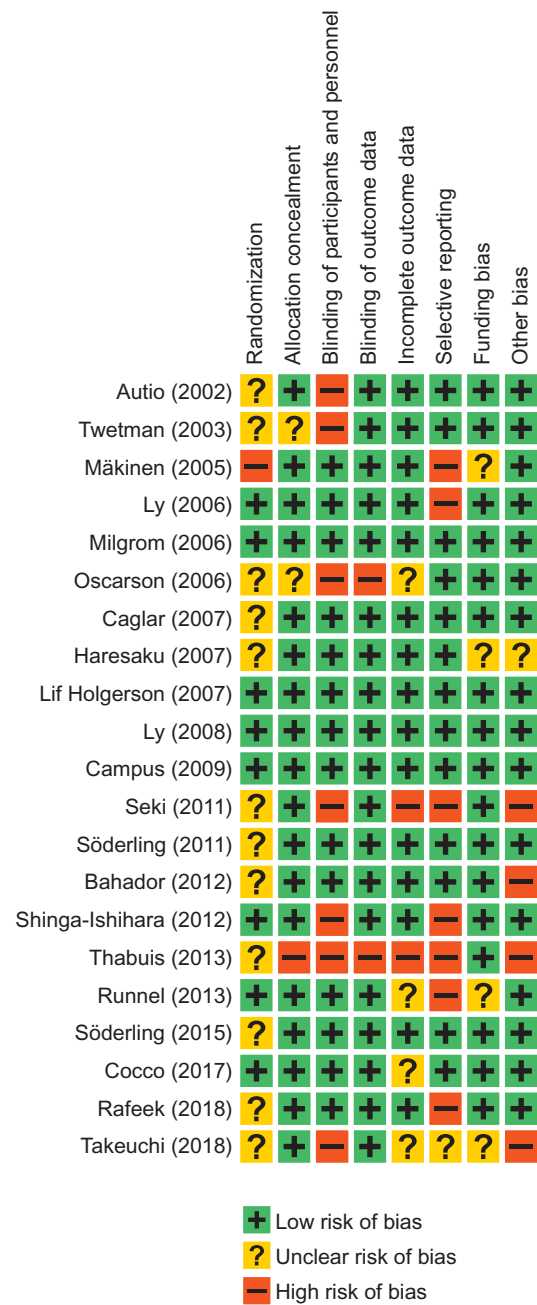 Randomization
Allocation concealment
Blinding of participants and personnel
Blinding of outcome data
Incomplete outcome data
Selective reporting
Funding bias
Other bias
Autio (2002) ? + − + + + + +
Twetman (2003) ? ? − + + + + +
Mäkinen (2005) − + + + + − ? +
Ly (2006) + + + + + − + +
Milgrom (2006) + + + + + + + +
Oscarson (2006) ? ? − − ? + + +
Caglar (2007) ? + + + + + + +
Haresaku (2007) ? + + + + + ? ?
Lif Holgerson (2007) + + + + + + + +
Ly (2008) + + + + + + + +
Campus (2009) + + + + + + + +
Seki (2011) ? + − + − − + −
Söderling (2011) ? + + + + + + +
Bahador (2012) ? + + + + + + −
Shinga-Ishihara (2012) + + − + + − + +
Thabuis (2013) ? − − − − − + −
Runnel (2013) + + + + ? − ? +
Söderling (2015) ? + + + + + + +
Cocco (2017) + + + + ? + + +
Rafeek (2018) ? + + + + − + +
Takeuchi (2018) ? + − + ? ? ? −
+ Low risk of bias
? Unclear risk of bias
− High risk of bias